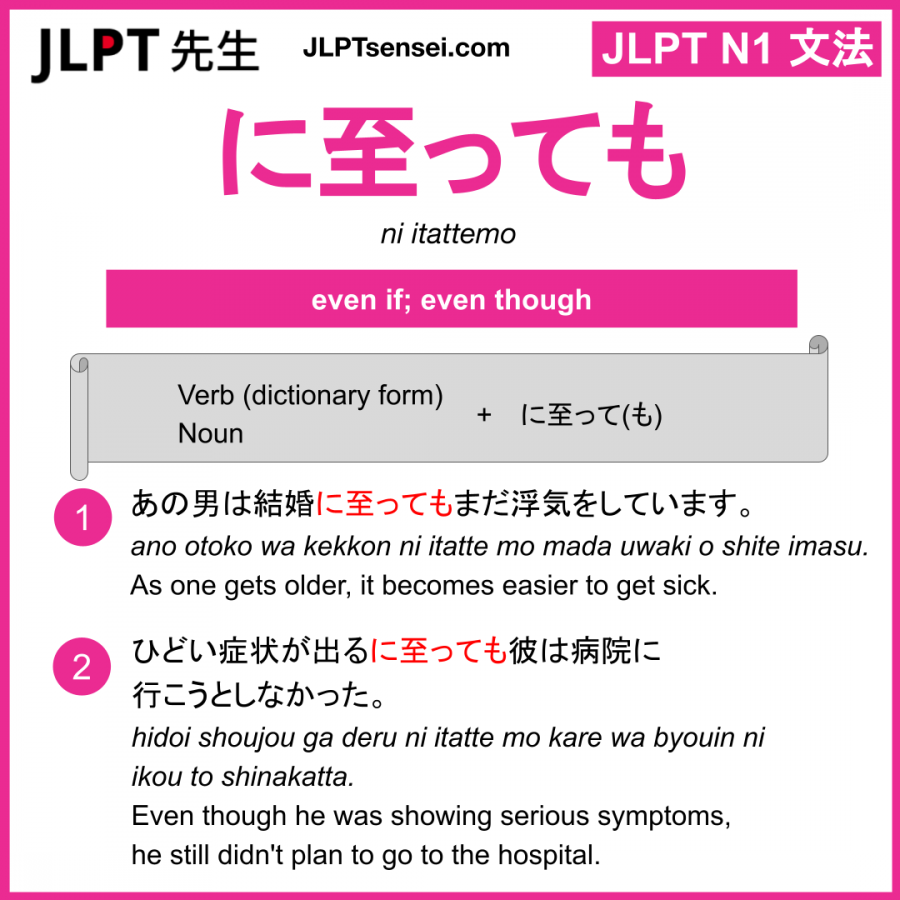 JLPT 先生
JLPTsensei.com
JLPT N1 文法
に至っても
ni itattemo
even if; even though
Verb (dictionary form)
Noun
+ に至って(も)
1
あの男は結婚に至ってもまだ浮気をしています。
ano otoko wa kekkon ni itatte mo mada uwaki o shite imasu.
As one gets older, it becomes easier to get sick.
2
ひどい症状が出るに至っても彼は病院に
行こうとしなかった。
hidoi shoujou ga deru ni itatte mo kare wa byouin ni
ikou to shinakatta.
Even though he was showing serious symptoms,
he still didn't plan to go to the hospital.